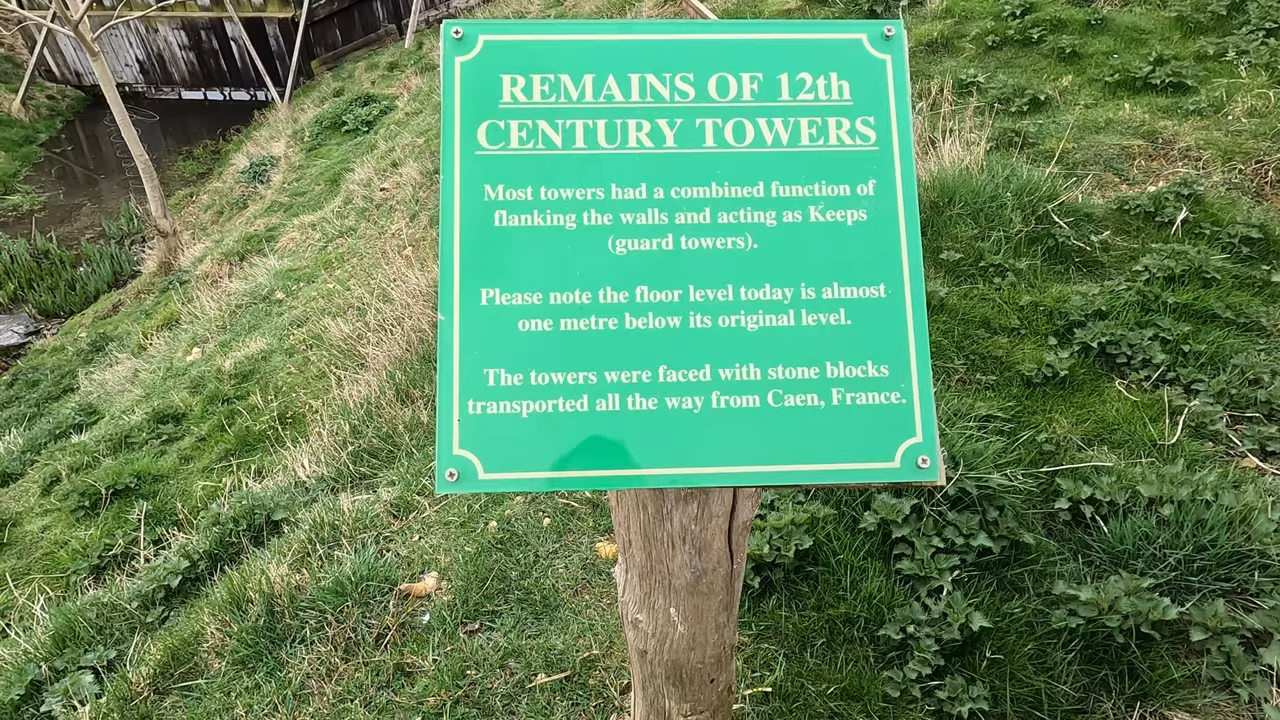 REMAINS OF 12th
CENTURY TOWERS
Most towers had a combined function of
flanking the walls and acting as Keeps
(guard towers).
Please note the floor level today is almost
one metre below its original level.
The towers were faced with stone blocks
transported all the way from Caen, France.